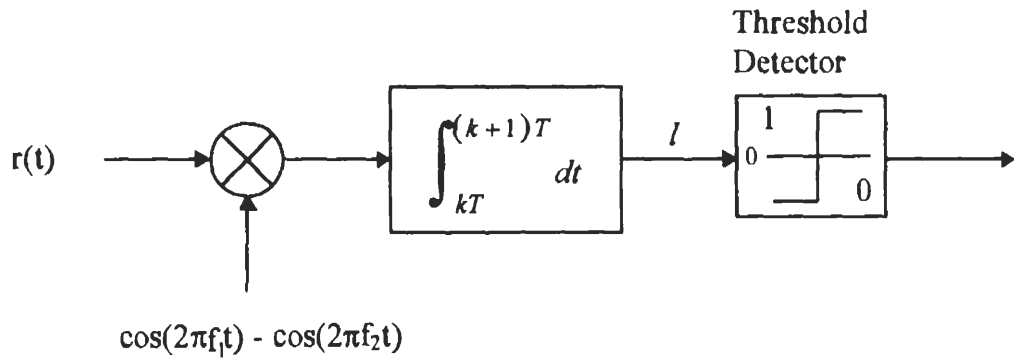 Threshold
Detector
r(t)
∫ (k+1)T
kT
dt
l
1
0
0
cos(2πf₁t) - cos(2πf₂t)